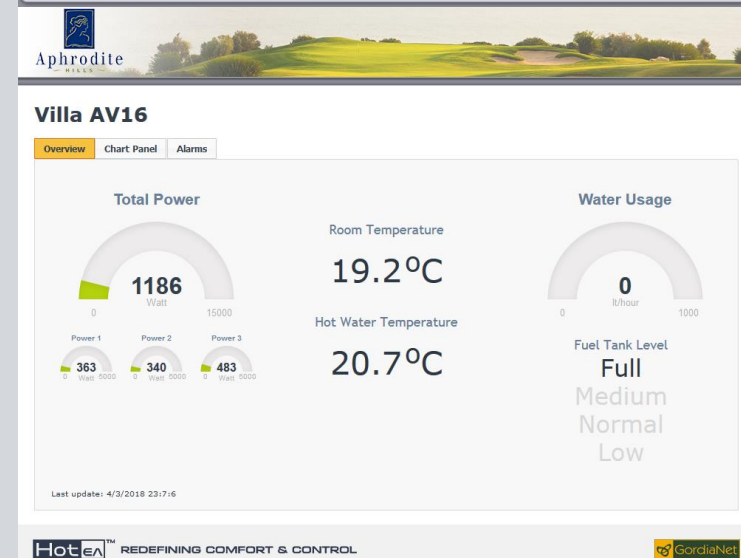 Aphrodite
HILLS
Villa AV16
Overview Chart Panel Alarms
Total Power
1186
Watt
0 15000
Power 1 Power 2 Power 3
363 340 483
0 Watt 5000 0 Watt 5000 0 Watt 5000
Room Temperature
19.2°C
Hot Water Temperature
20.7°C
Water Usage
0
lt/hour
0 1000
Fuel Tank Level
Full
Medium
Normal
Low
Last update: 4/3/2018 23:7:6
HotEA™ REDEFINING COMFORT & CONTROL
GordiaNet